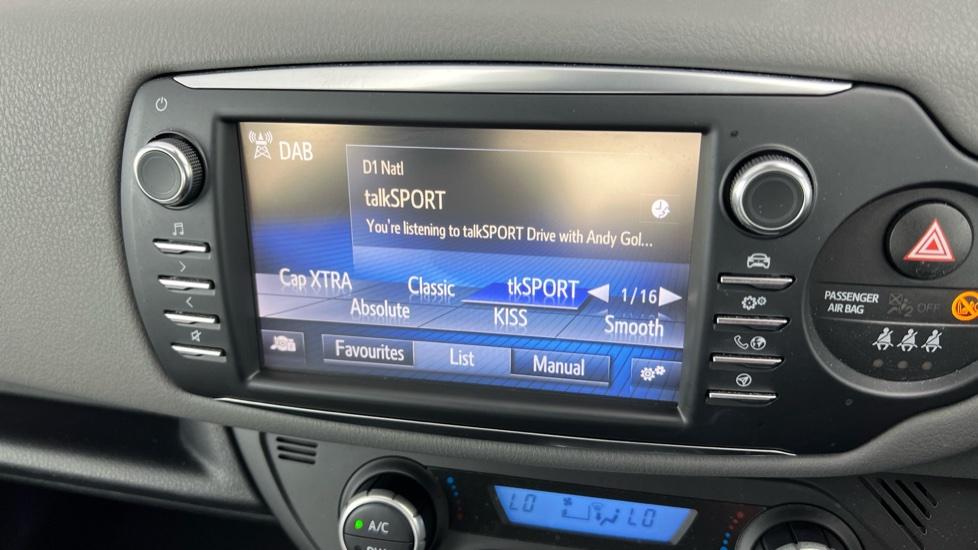 DAB
D1 Natl
talkSPORT
You're listening to talkSPORT Drive with Andy Gol...
Cap XTRA Classic tkSPORT 1/16
Absolute KISS Smooth
Favourites List Manual
PASSENGER
AIR BAG
OFF
LO LO
A/C